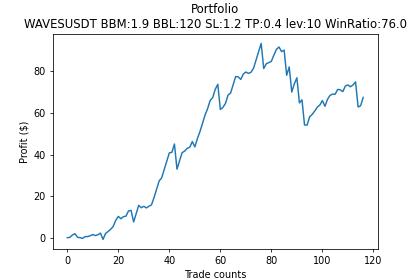 Portfolio
WAVESUSDT BBM:1.9 BBL:120 SL:1.2 TP:0.4 lev:10 WinRatio:76.0
Profit ($)
80
60
40
20
0
0 20 40 60 80 100 120
Trade counts